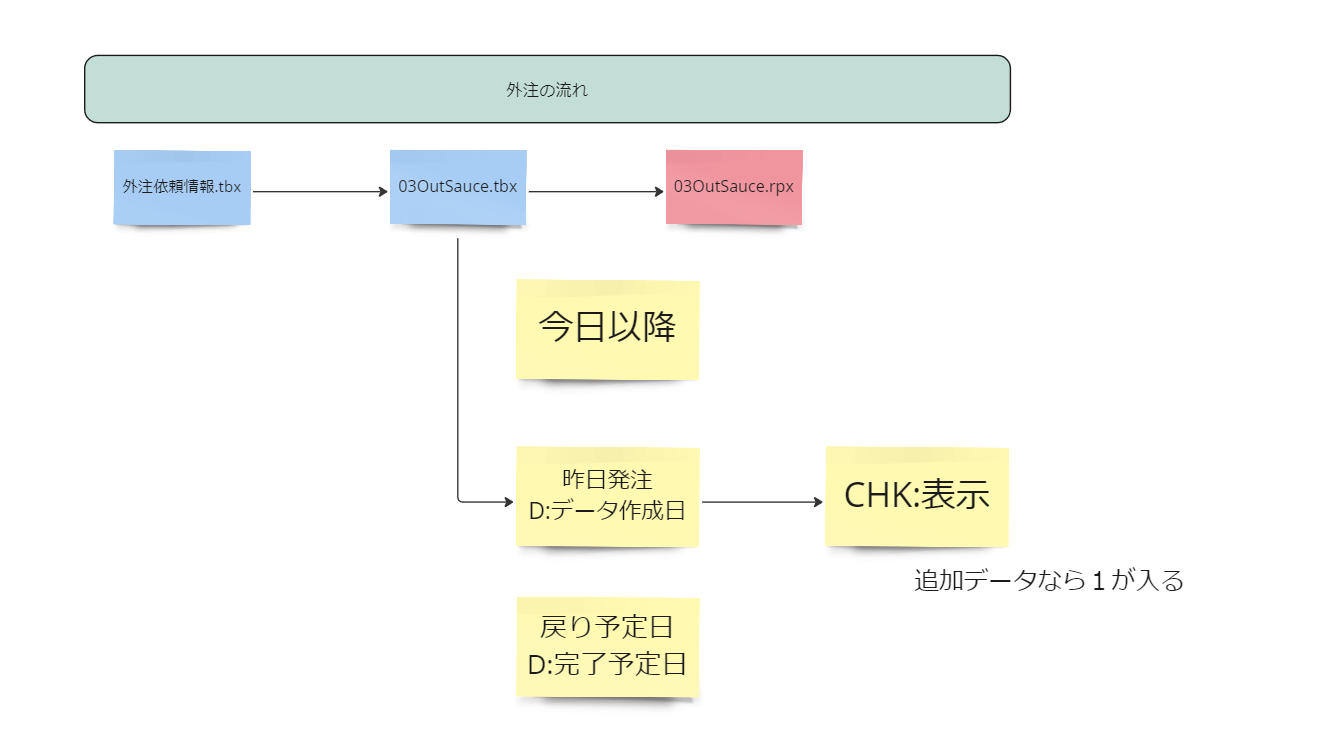 外注の流れ
外注依頼情報.tbx
03OutSauce.tbx
03OutSauce.rpx
今日以降
昨日発注
D:データ作成日
CHK:表示
追加データなら１が入る
戻り予定日
D:完了予定日